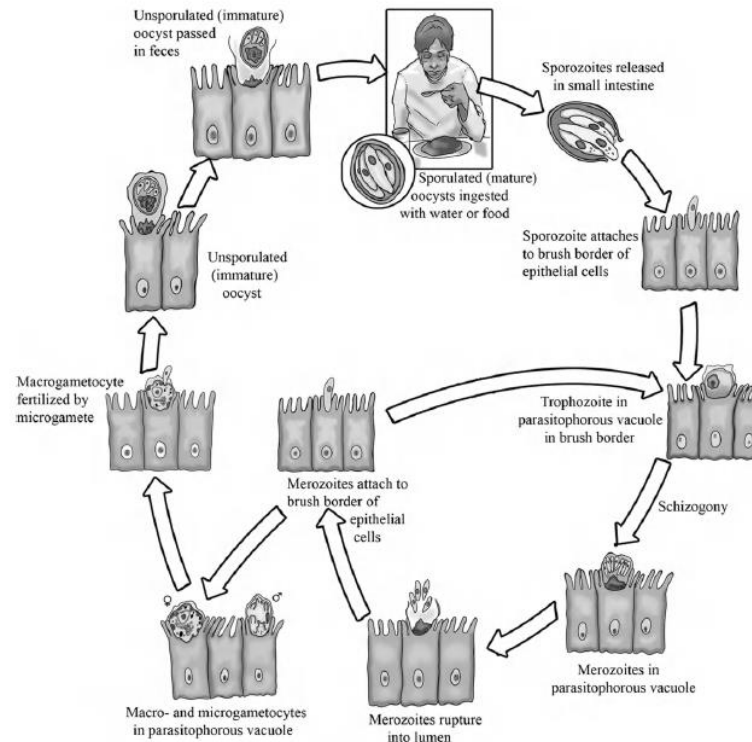 Unsporulated (immature)
oocyst passed
in feces
Sporulated (mature)
oocysts ingested
with water or food
Sporozoites released
in small intestine
Sporozoite attaches
to brush border of
epithelial cells
Trophozoite in
parasitophorous vacuole
in brush border
Schizogony
Merozoites in
parasitophorous vacuole
Merozoites rupture
into lumen
Merozoites attach to
brush border of
epithelial
cells
♀
♂
Macro- and microgametocytes
in parasitophorous vacuole
Macrogametocyte
fertilized by
microgamete
Unsporulated
(immature)
oocyst